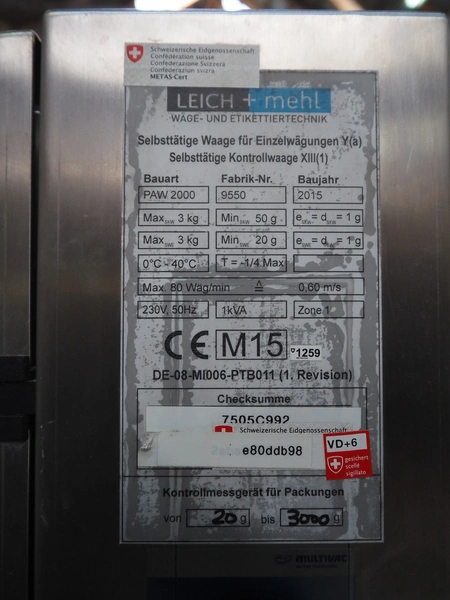 Schweizerische Eidgenossenschaft
Confédération suisse
Confederazione Svizzera
Confederaziun svizra
METAS-Cert
LEICH + mehl
WÄGE- UND ETIKETTIERTECHNIK
Selbsttätige Waage für Einzelwägungen Y(a)
Selbsttätige Kontrollwaage XIII(1)
Bauart Fabrik-Nr. Baujahr
PAW 2000 9550 2015
Max 3 kg Min 50 g e = d = 1 g
Max 3 kg Min 20 g e = d = 1 g
0°C - 40°C T = -1/4 Max
Max. 80 Wäg/min ≙ 0,60 m/s
230V, 50Hz 1kVA Zone 1
CE M15 °1259
DE-08-MI006-PTB011 (1. Revision)
Checksumme
7505C992
Schweizerische Eidgenossenschaft
e80ddb98
VD+6
gesichert
scellé
sigillato
Kontrollmessgerät für Packungen
von 20 g bis 3000 g
MULTIVAC